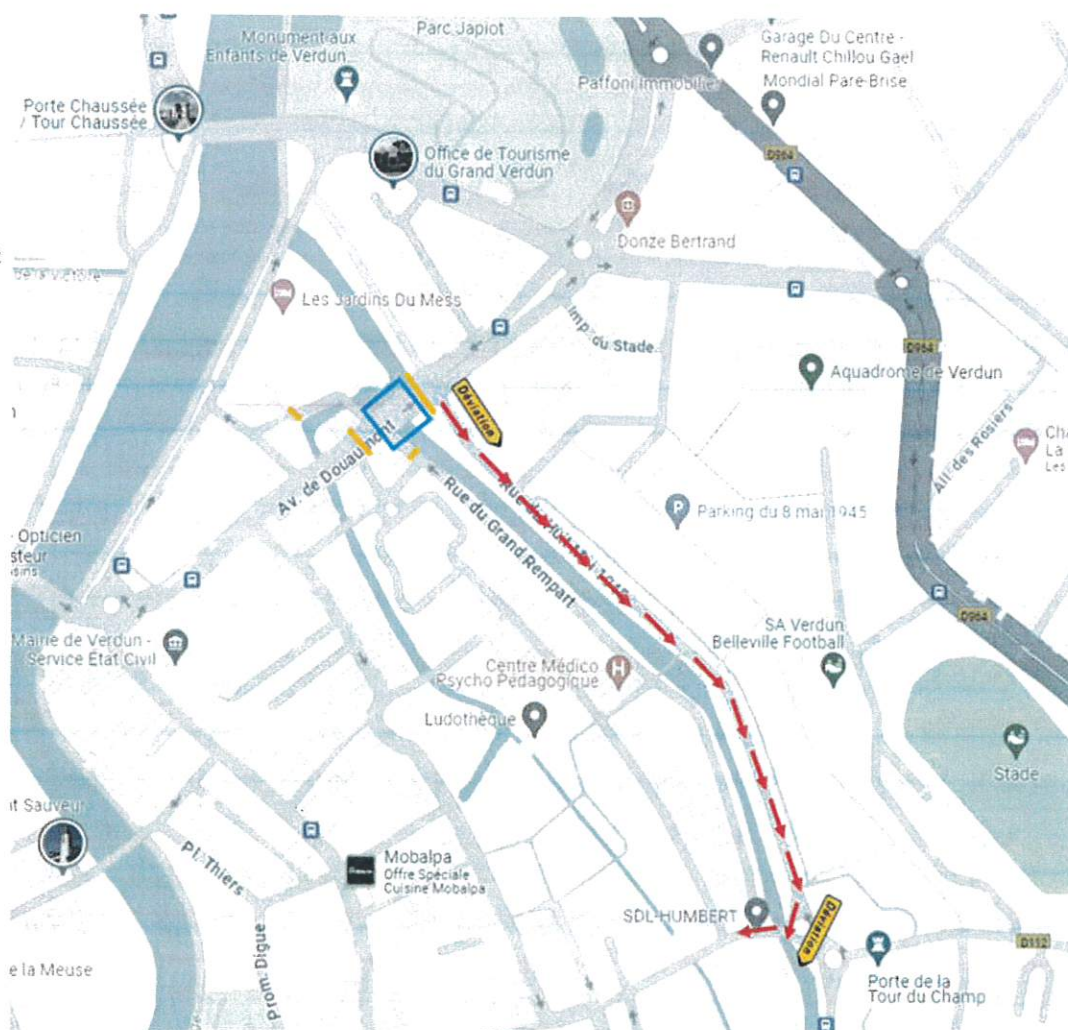 Parc Japiot
Monument aux
Enfants de Verdun
Garage Du Centre -
Renault Chillou Gael
Paffoni Immobilier
Mondial Pare-Brise
Porte Chaussée
/ Tour Chaussée
Office de Tourisme
du Grand Verdun
D964
Donze Bertrand
de la Victoire
Les Jardins Du Mess
Imp. du Stade
D964
Aquadrome de Verdun
Déviation
All. des Rosiers
Av. de Douaumont
Rue du Grand Rempart
Parking du 8 mai 1945
Opticien
D964
SA Verdun
Belleville Football
Mairie de Verdun -
Service État Civil
Centre Médico
Psycho Pédagogique
H
P
Ludothèque
Stade
nt Sauveur
Pl. Thiers
Mobalpa
Offre Spéciale
Cuisine Mobalpa
SDL-HUMBERT
Déviation
D112
Porte de la
Tour du Champ
e la Meuse
Prom. Digue